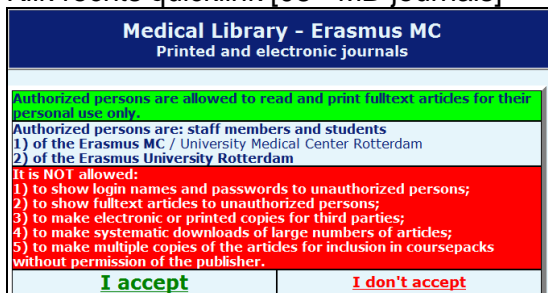 Medical Library - Erasmus MC
Printed and electronic journals
Authorized persons are allowed to read and print fulltext articles for their
personal use only.
Authorized persons are: staff members and students
1) of the Erasmus MC / University Medical Center Rotterdam
2) of the Erasmus University Rotterdam
It is NOT allowed:
1) to show login names and passwords to unauthorized persons;
2) to show fulltext articles to unauthorized persons;
3) to make electronic or printed copies for third parties;
4) to make systematic downloads of large numbers of articles;
5) to make multiple copies of the articles for inclusion in coursepacks
without permission of the publisher.
I accept
I don't accept